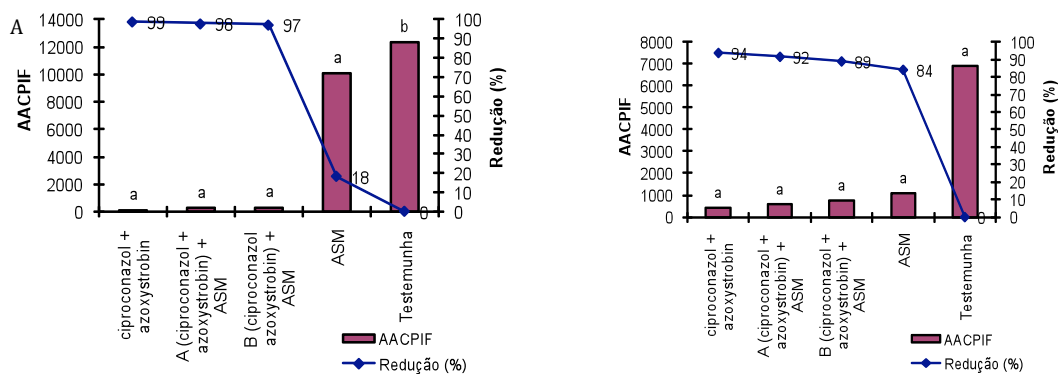 A
14000
12000
10000
8000
6000
4000
2000
0
AACPIF
99
98
97
18
0
a
a
a
a
b
100
90
80
70
60
50
40
30
20
10
0
Redução (%)
ciproconazol +
azoxystrobin
A (ciproconazol +
azoxystrobin) +
ASM
B (ciproconazol
azoxystrobin) +
ASM
ASM
Testemunha
AACPIF
Redução (%)
8000
7000
6000
5000
4000
3000
2000
1000
0
AACPIF
94
92
89
84
0
a
a
a
a
a
100
90
80
70
60
50
40
30
20
10
0
Redução (%)
ciproconazol +
azoxystrobin
A (ciproconazol +
azoxystrobin) +
ASM
B (ciproconazol +
azoxystrobin) +
ASM
ASM
Testemunha
AACPIF
Redução (%)